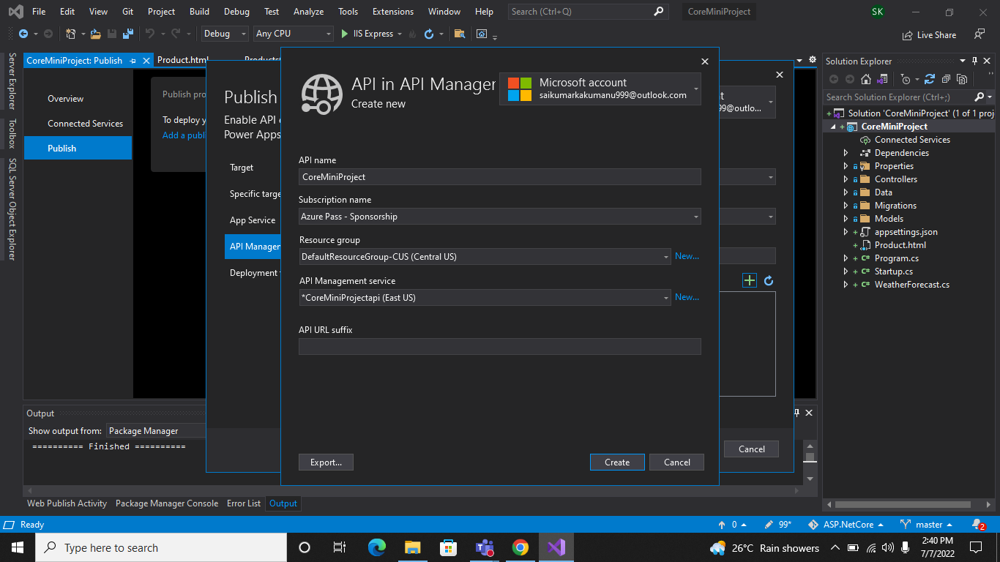 File Edit View Git Project Build Debug Test Analyze Tools Extensions Window Help Search (Ctrl+Q) CoreMiniProject SK
Debug Any CPU IIS Express Live Share
Server Explorer
Toolbox
SQL Server Object Explorer
CoreMiniProject: Publish Product.html
Overview
Connected Services
Publish
Publish
To deploy
Add a publ
Publish
Enable API
Power Apps
Target
Specific targe
App Service
API Manager
Deployment
99@outlo...
Cancel
API in API Manager
Create new
Microsoft account
saikumarkakumanu999@outlook.com
API name
CoreMiniProject
Subscription name
Azure Pass - Sponsorship
Resource group
DefaultResourceGroup-CUS (Central US) New...
API Management service
*CoreMiniProjectapi (East US) New...
API URL suffix
Export... Create Cancel
Solution Explorer
Search Solution Explorer (Ctrl+;)
Solution 'CoreMiniProject' (1 of 1 proj
CoreMiniProject
Connected Services
Dependencies
Properties
Controllers
Data
Migrations
Models
appsettings.json
Product.html
C# Program.cs
C# Startup.cs
C# WeatherForecast.cs
Output
Show output from: Package Manager
========== Finished ==========
Web Publish Activity Package Manager Console Error List Output
Ready 0 99* ASP.NetCore master 2
Type here to search 26°C Rain showers 2:40 PM
7/7/2022